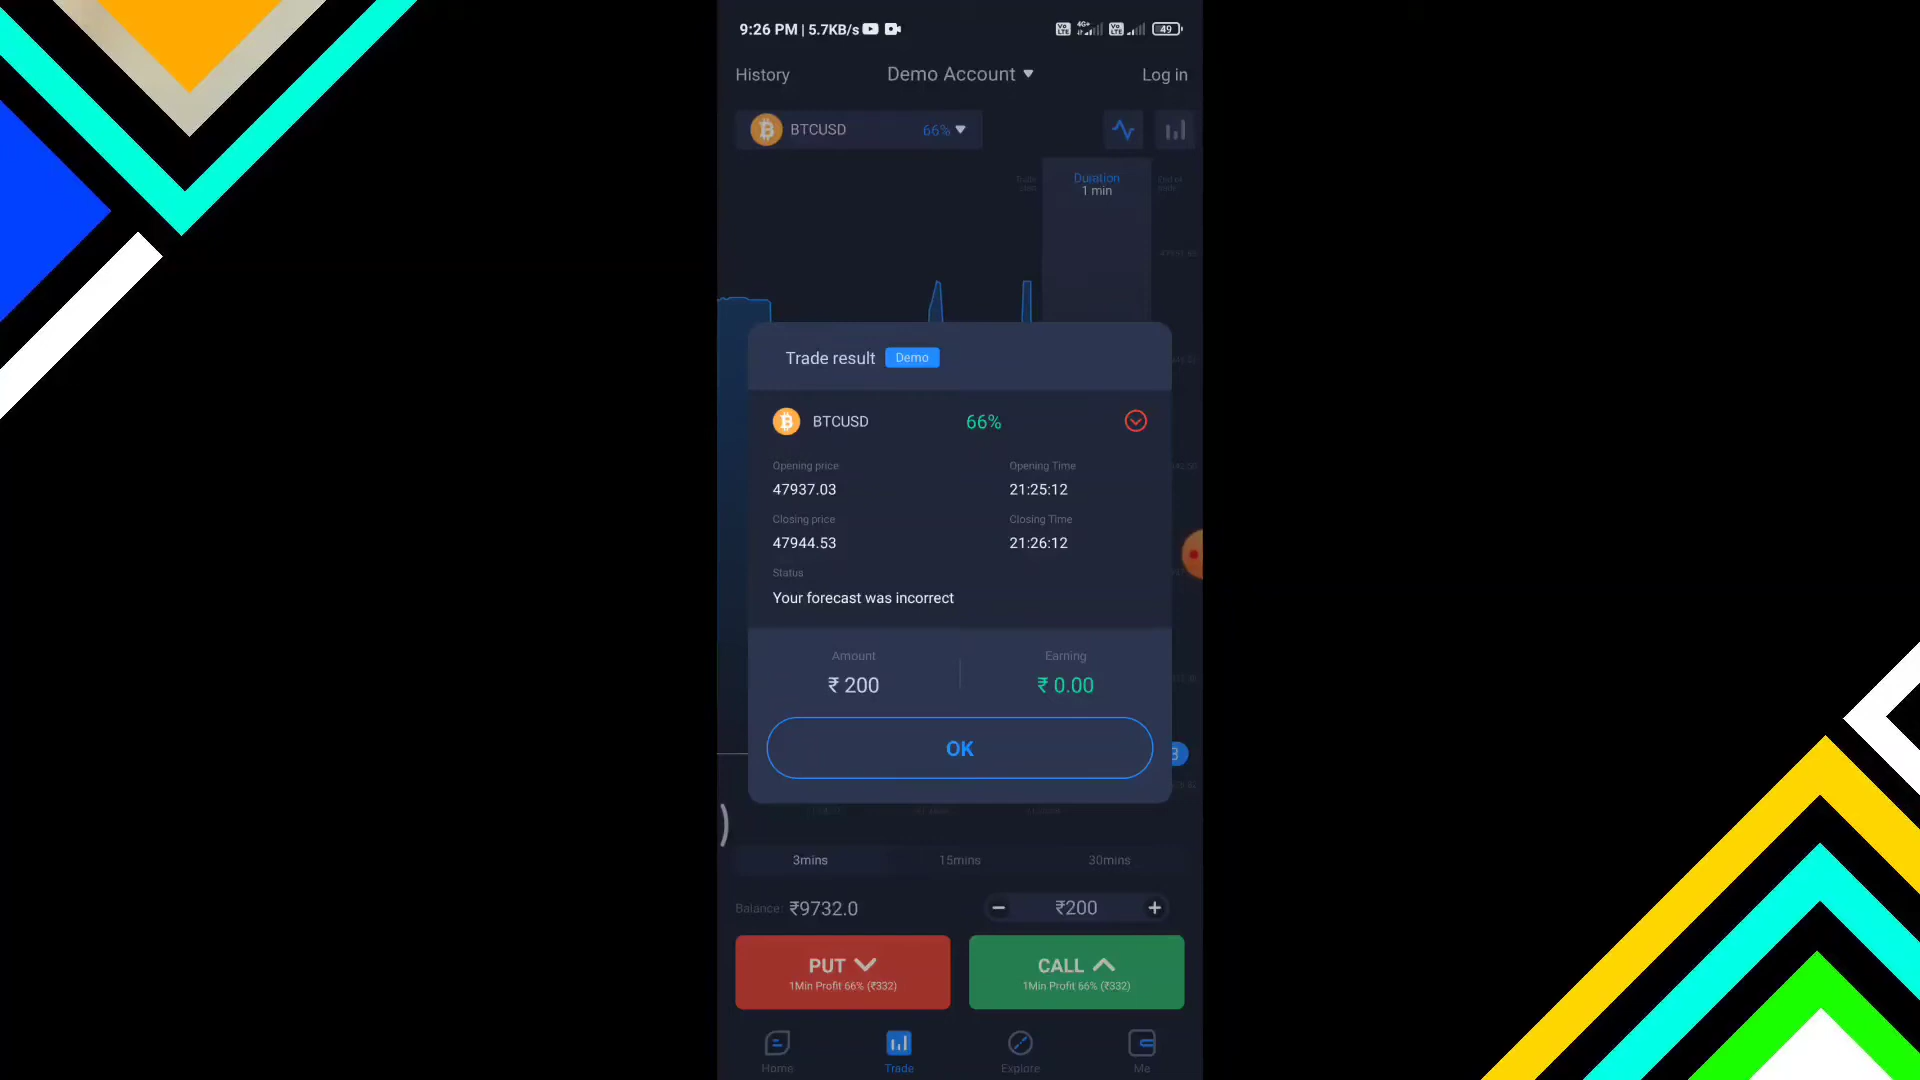 9:26 PM | 5.7KB/s 4G+ 49
History Demo Account Log in
BTCUSD 66%
Duration
1 min
Trade result Demo
BTCUSD 66%
Opening price Opening Time
47937.03 21:25:12
Closing price Closing Time
47944.53 21:26:12
Status
Your forecast was incorrect
Amount Earning
₹ 200 ₹ 0.00
OK
3mins 15mins 30mins
Balance: ₹9732.0 − ₹200 +
PUT CALL
1Min Profit 66% (₹332) 1Min Profit 66% (₹332)
Home Trade Explore Me